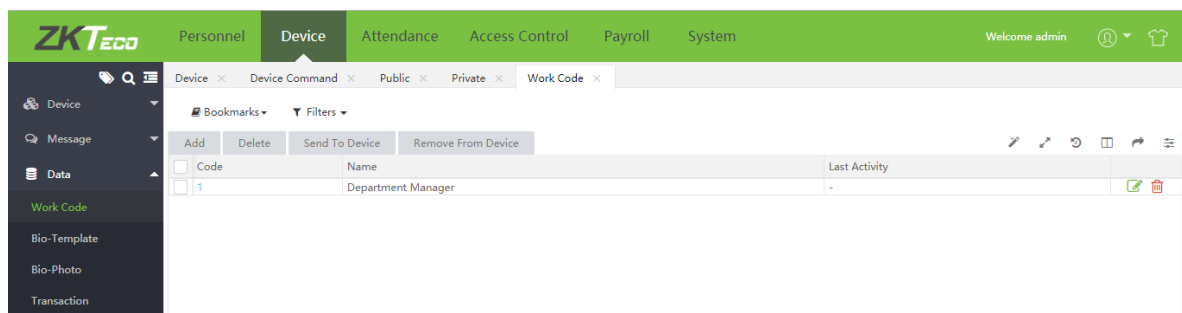 ZKTeco Personnel Device Attendance Access Control Payroll System Welcome admin
Device Device Command Public Private Work Code
Device
Message
Data
Work Code
Bio-Template
Bio-Photo
Transaction
Bookmarks Filters
Add Delete Send To Device Remove From Device
Code Name Last Activity
1 Department Manager -